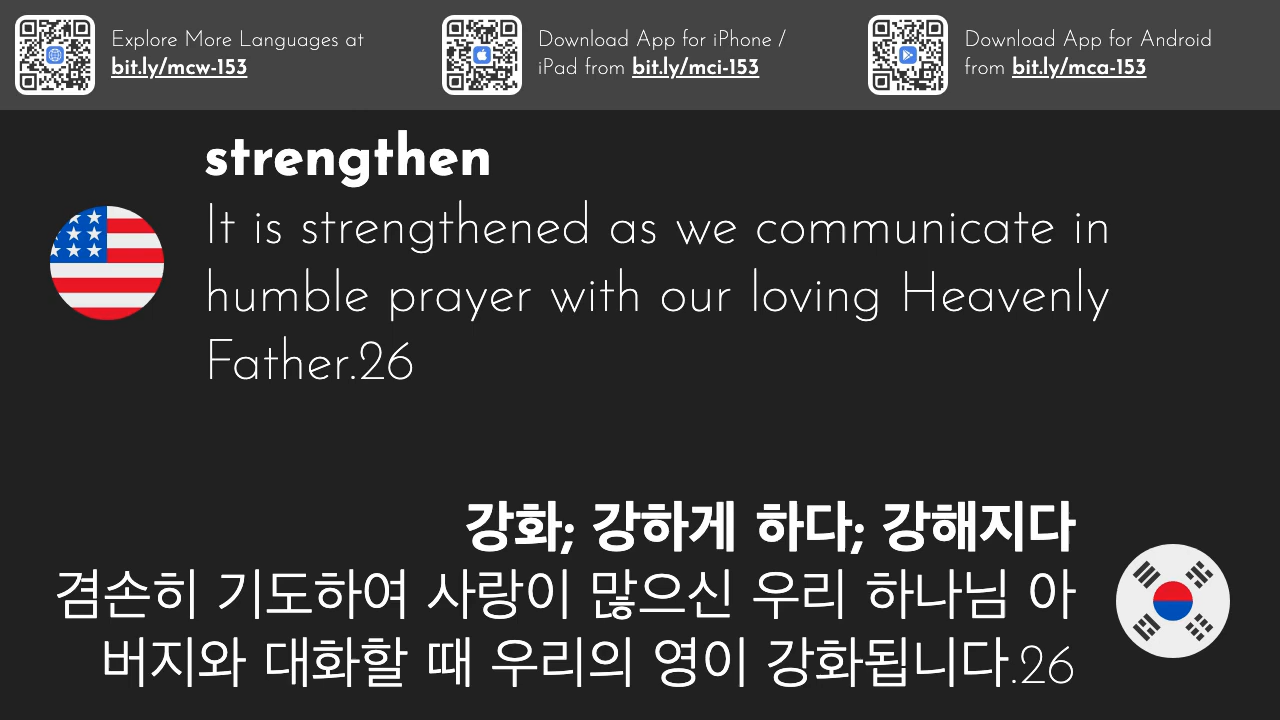 Explore More Languages at
bit.ly/mcw-153
Download App for iPhone /
iPad from bit.ly/mci-153
Download App for Android
from bit.ly/mca-153
strengthen
It is strengthened as we communicate in
humble prayer with our loving Heavenly
Father.26
강화; 강하게 하다; 강해지다
겸손히 기도하여 사랑이 많으신 우리 하나님 아
버지와 대화할 때 우리의 영이 강화됩니다.26